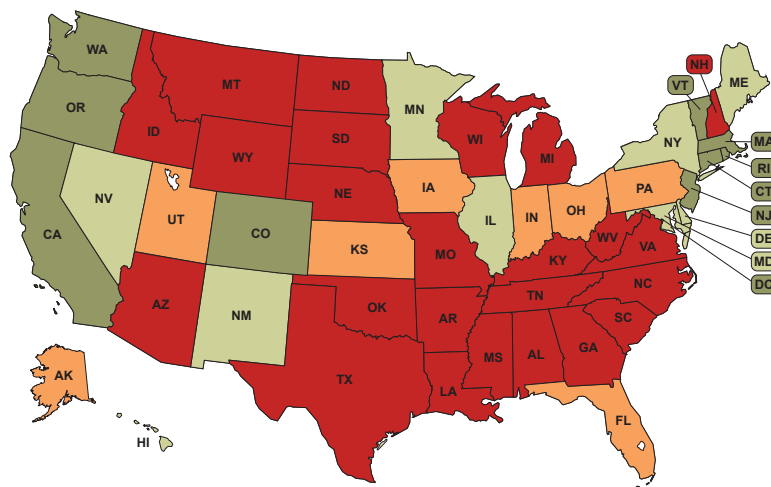 WA
MT
ND
MN
NH
VT
ME
OR
ID
SD
WI
MI
NY
MA
WY
RI
NE
IA
PA
CT
NV
UT
IL
IN
OH
NJ
CA
CO
DE
KS
MO
WV
VA
MD
KY
DC
NC
TN
AZ
NM
OK
AR
SC
MS
AL
GA
TX
LA
AK
FL
HI